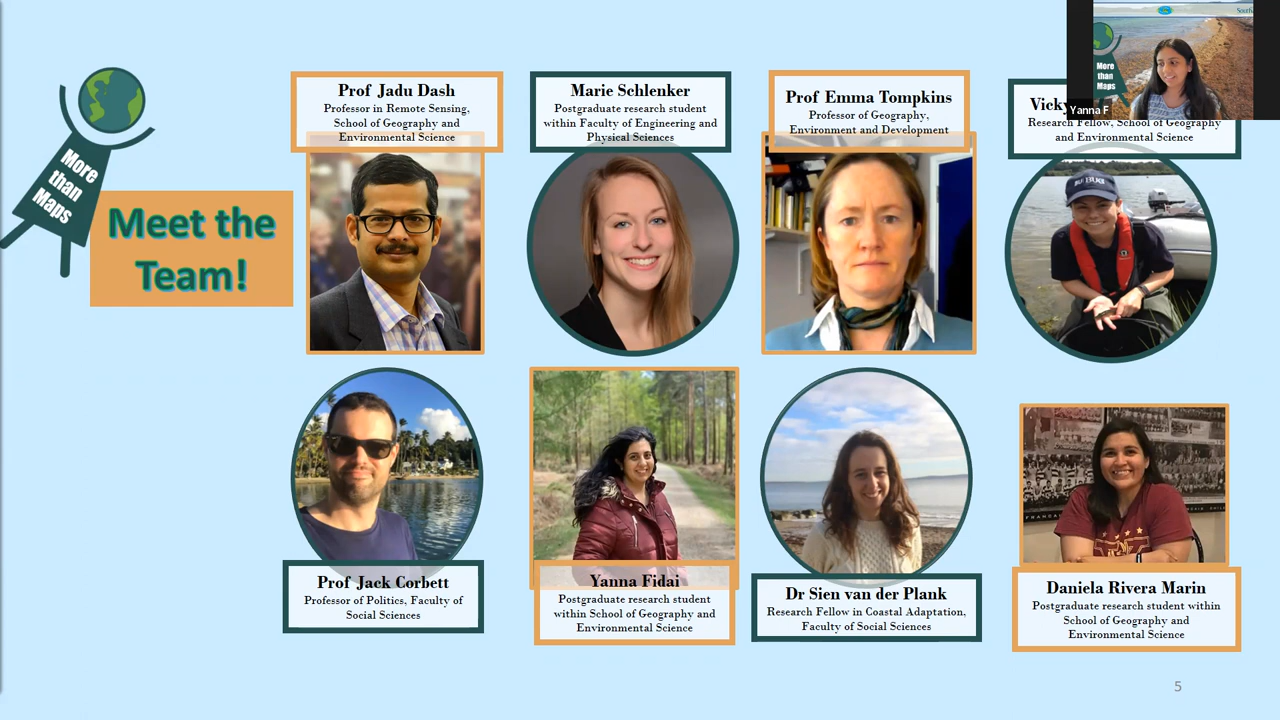 More
than
Maps
Meet the
Team!
Prof Jadu Dash
Professor in Remote Sensing,
School of Geography and
Environmental Science
Marie Schlenker
Postgraduate research student
within Faculty of Engineering and
Physical Sciences
Prof Emma Tompkins
Professor of Geography,
Environment and Development
Vicky
Research Fellow, School of Geography
and Environmental Science
More
than
Maps
Yanna F
Prof Jack Corbett
Professor of Politics, Faculty of
Social Sciences
Yanna Fidai
Postgraduate research student
within School of Geography and
Environmental Science
Dr Sien van der Plank
Research Fellow in Coastal Adaptation,
Faculty of Social Sciences
Daniela Rivera Marin
Postgraduate research student within
School of Geography and
Environmental Science
5